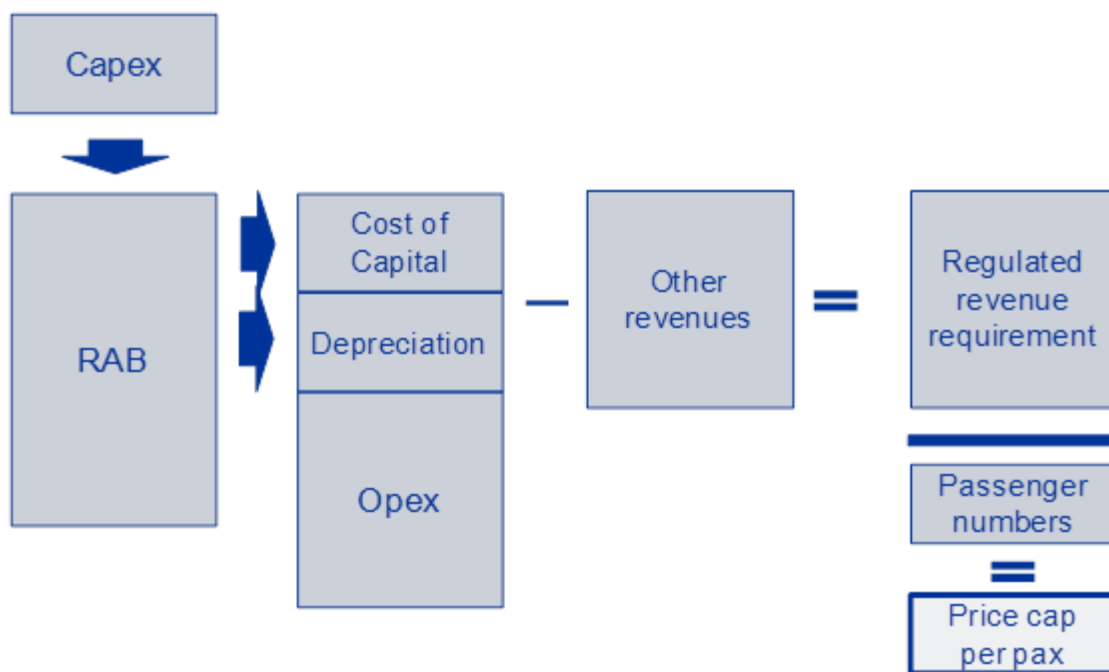 Capex
RAB
Cost of
Capital
Depreciation
Opex
—
Other
revenues
=
Regulated
revenue
requirement
Passenger
numbers
=
Price cap
per pax